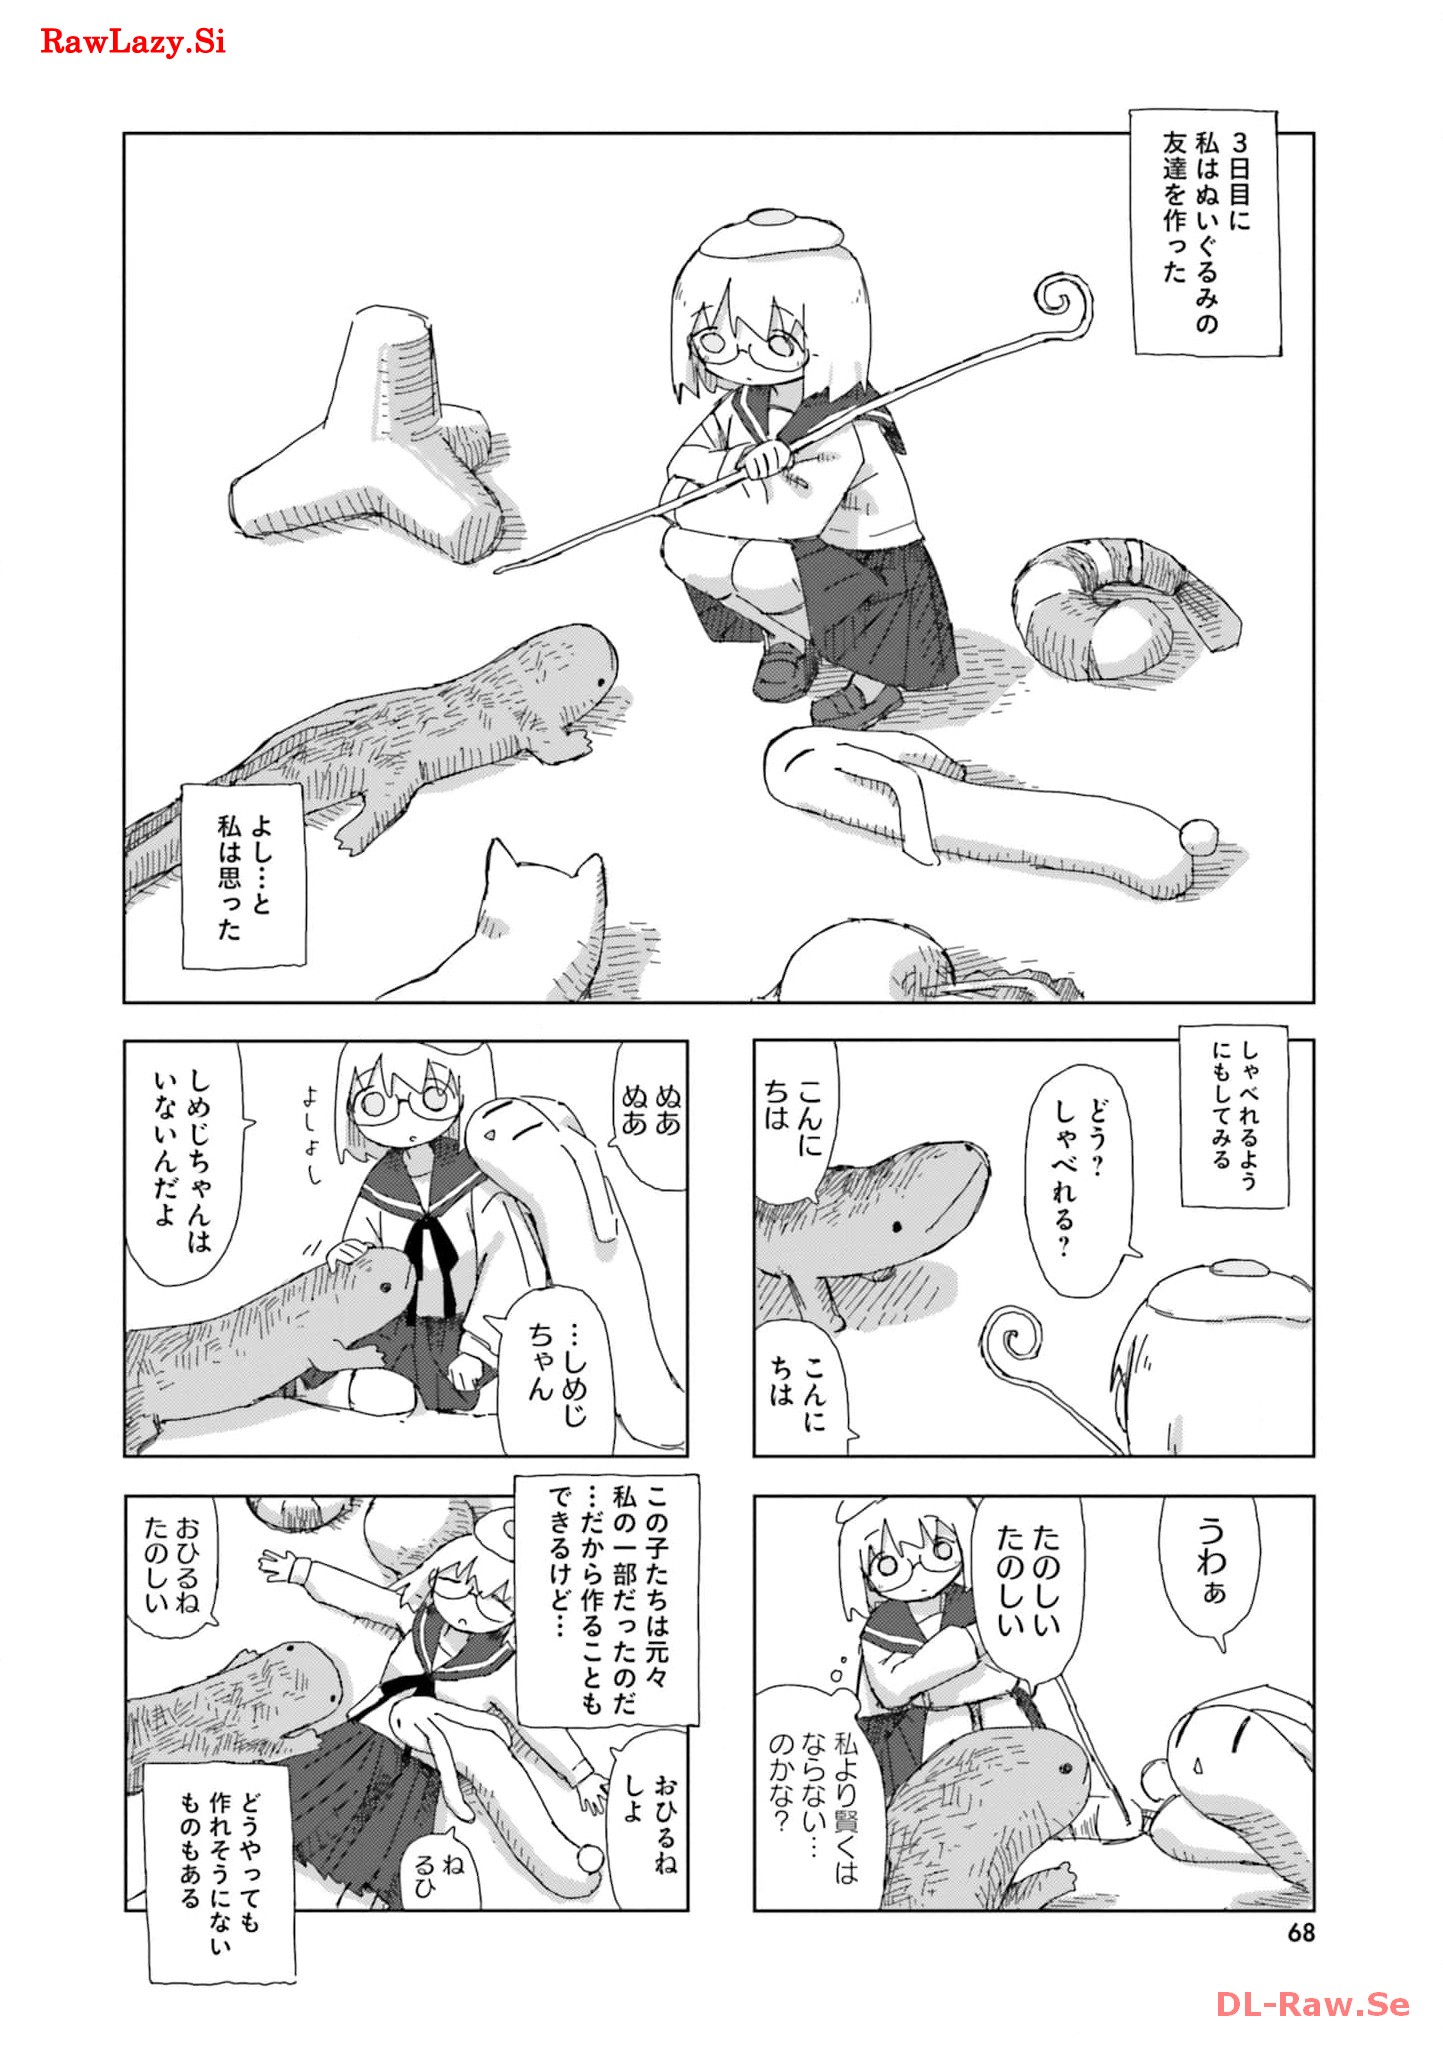 RawLazy.Si
3日目に
私はぬいぐるみの
友達を作った
よし…と
私は思った
しゃべれるよう
にもしてみる
どう?
しゃべれる?
こんに
ちは
こんに
ちは
ぬあ
ぬあ
よしよし
…しめじ
ちゃん
しめじちゃんは
いないんだよ
うわぁ
たのしい
たのしい
私より賢くは
ならない…
のかな?
この子たちは元々
私の一部だったのだ
…だから作ることも
できるけど…
おひるね
しよ
ね
るひ
おひるね
たのしい
どうやっても
作れそうにない
ものもある
68
DL-Raw.Se